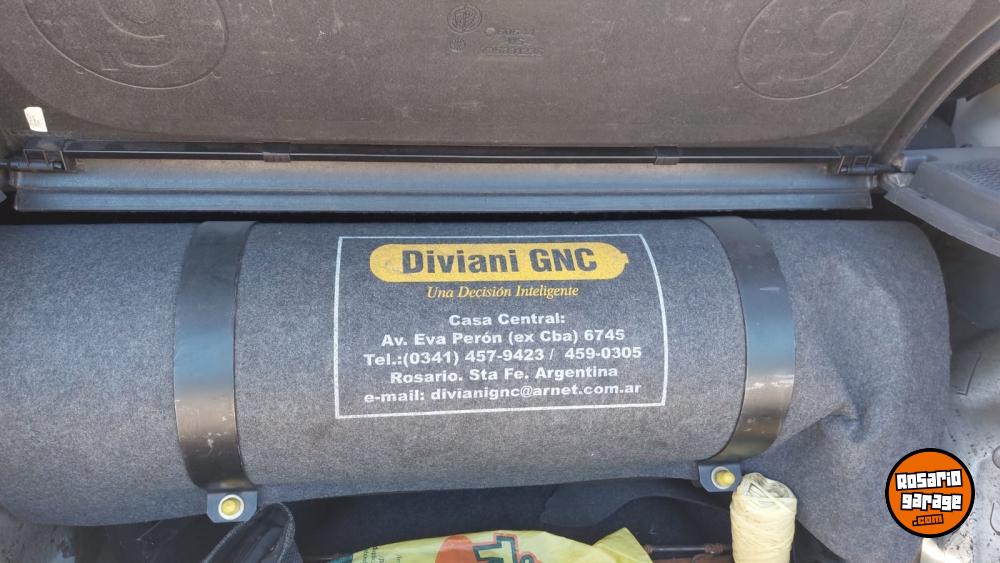 Diviani GNC
Una Decisión Inteligente
Casa Central:
Av. Eva Perón (ex Cba) 6745
Tel.:(0341) 457-9423 / 459-0305
Rosario. Sta Fe. Argentina
e-mail: divianignc@arnet.com.ar
Rosario
garage
.com